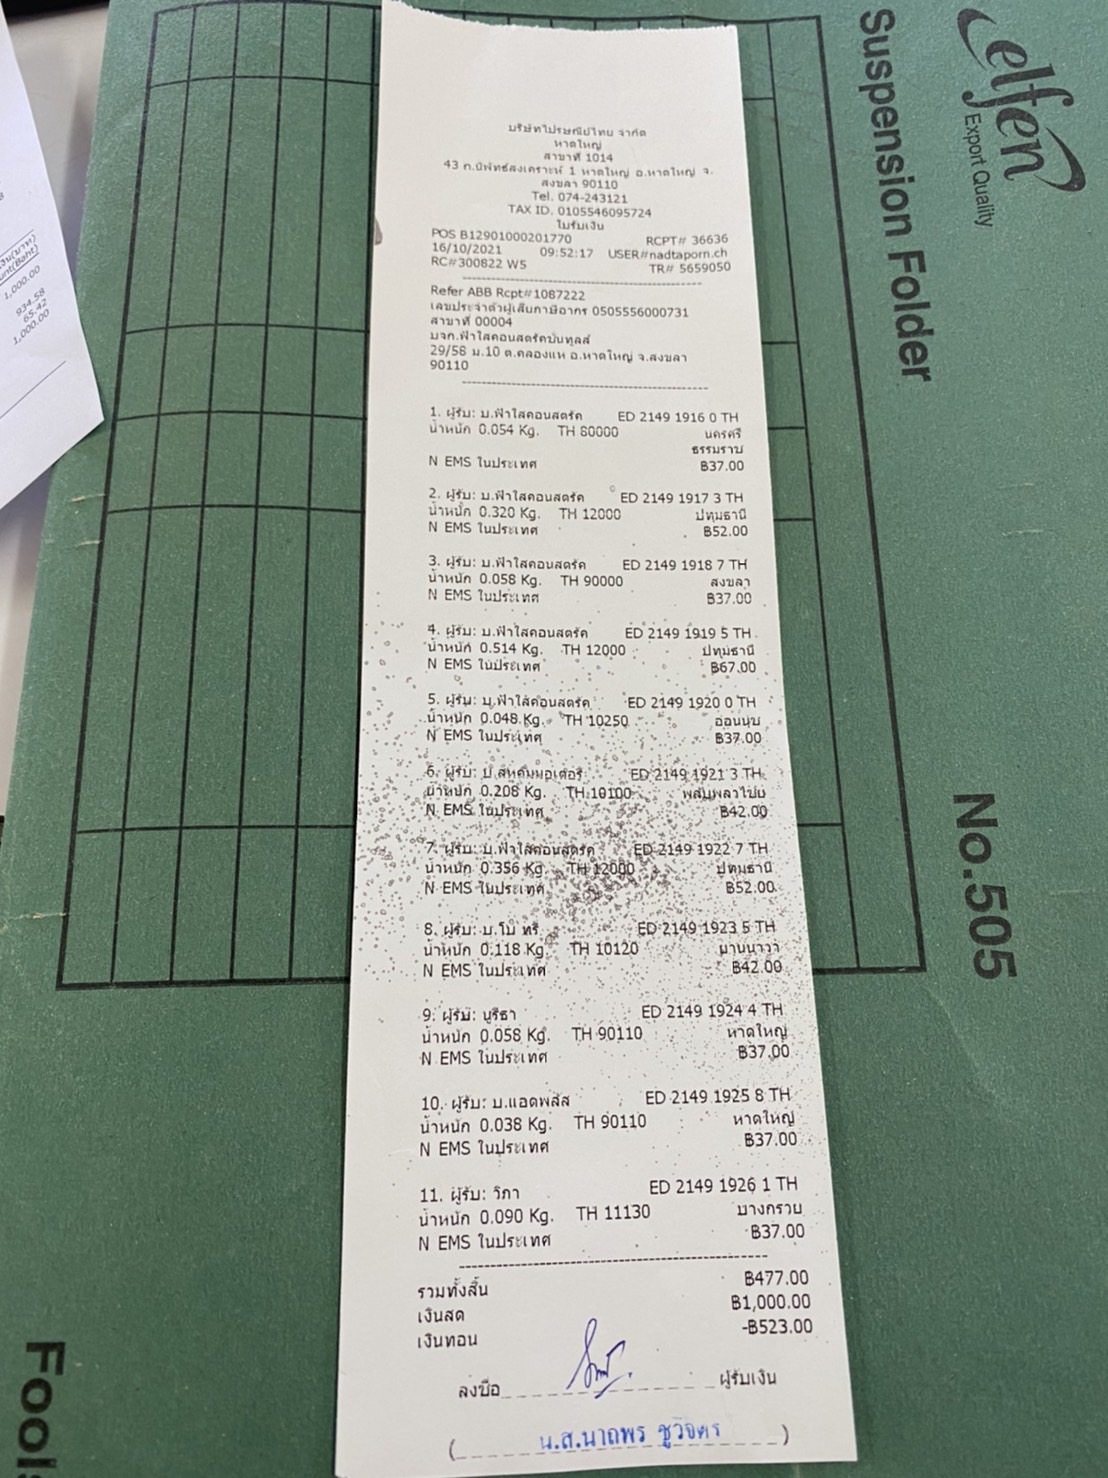 บริษัทไปรษณีย์ไทย จำกัด
หาดใหญ่
สาขาที่ 1014
43 ถ.นิพัทธ์สงเคราะห์ 1 หาดใหญ่ อ.หาดใหญ่ จ.
สงขลา 90110
Tel. 074-243121
TAX ID. 0105546095724
ใบรับเงิน
POS B12901000201770 RCPT# 36636
16/10/2021 09:52:17 USER#nadtaporn.ch
RC#300822 W5 TR# 5659050
Refer ABB Rcpt#1087222
เลขประจำตัวผู้เสียภาษีอากร 0505556000731
สาขาที่ 00004
บจก.ฟ้าใสคอนสตรัคชั่นทูลส์
29/58 ม.10 ต.คลองแห อ.หาดใหญ่ จ.สงขลา
90110
1. ผู้รับ: บ.ฟ้าใสคอนสตรัค ED 2149 1916 0 TH
น้ำหนัก 0.054 Kg. TH 80000 นครศรี
ธรรมราช
N EMS ในประเทศ ฿37.00
2. ผู้รับ: บ.ฟ้าใสคอนสตรัค ED 2149 1917 3 TH
น้ำหนัก 0.320 Kg. TH 12000 ปทุมธานี
N EMS ในประเทศ ฿52.00
3. ผู้รับ: บ.ฟ้าใสคอนสตรัค ED 2149 1918 7 TH
น้ำหนัก 0.058 Kg. TH 90000 สงขลา
N EMS ในประเทศ ฿37.00
4. ผู้รับ: บ.ฟ้าใสคอนสตรัค ED 2149 1919 5 TH
น้ำหนัก 0.514 Kg. TH 12000 ปทุมธานี
N EMS ในประเทศ ฿67.00
5. ผู้รับ: บ.ฟ้าใสคอนสตรัค ED 2149 1920 0 TH
น้ำหนัก 0.048 Kg. TH 10250 อ่อนนุช
N EMS ในประเทศ ฿37.00
6. ผู้รับ: บ.สหคัมมอเตอร์ ED 2149 1921 3 TH
น้ำหนัก 0.208 Kg. TH 10100 พลับพลาไชย
N EMS ในประเทศ ฿42.00
7. ผู้รับ: บ.ฟ้าใสคอนสตรัค ED 2149 1922 7 TH
น้ำหนัก 0.356 Kg. TH 12000 ปทุมธานี
N EMS ในประเทศ ฿52.00
8. ผู้รับ: บ.โบ ทรี ED 2149 1923 5 TH
น้ำหนัก 0.118 Kg. TH 10120 ยานนาวา
N EMS ในประเทศ ฿42.00
9. ผู้รับ: นูรีธา ED 2149 1924 4 TH
น้ำหนัก 0.058 Kg. TH 90110 หาดใหญ่
N EMS ในประเทศ ฿37.00
10. ผู้รับ: บ.แอดพลัส ED 2149 1925 8 TH
น้ำหนัก 0.038 Kg. TH 90110 หาดใหญ่
N EMS ในประเทศ ฿37.00
11. ผู้รับ: วิภา ED 2149 1926 1 TH
น้ำหนัก 0.090 Kg. TH 11130 บางกรวย
N EMS ในประเทศ ฿37.00
รวมทั้งสิ้น ฿477.00
เงินสด ฿1,000.00
เงินทอน -฿523.00
ลงชื่อ ผู้รับเงิน
( น.ส.นาถพร ชูวิจิตร )
elfen
Export Quality
Suspension Folder
No.505
1,000.00
934.58
65.42
1,000.00